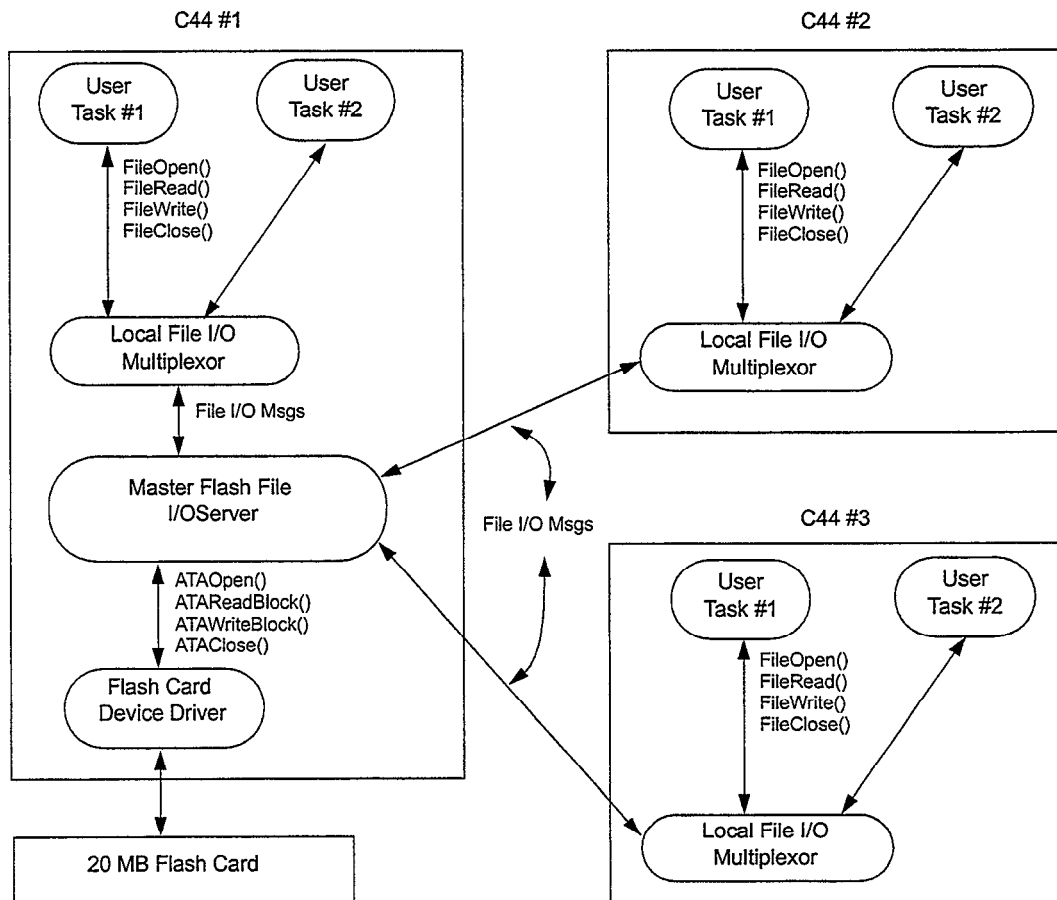 C44 #1
User
Task #1
User
Task #2
FileOpen()
FileRead()
FileWrite()
FileClose()
Local File I/O
Multiplexor
File I/O Msgs
Master Flash File
I/OServer
ATAOpen()
ATAReadBlock()
ATAWriteBlock()
ATAClose()
Flash Card
Device Driver
20 MB Flash Card
C44 #2
User
Task #1
User
Task #2
FileOpen()
FileRead()
FileWrite()
FileClose()
Local File I/O
Multiplexor
File I/O Msgs
C44 #3
User
Task #1
User
Task #2
FileOpen()
FileRead()
FileWrite()
FileClose()
Local File I/O
Multiplexor